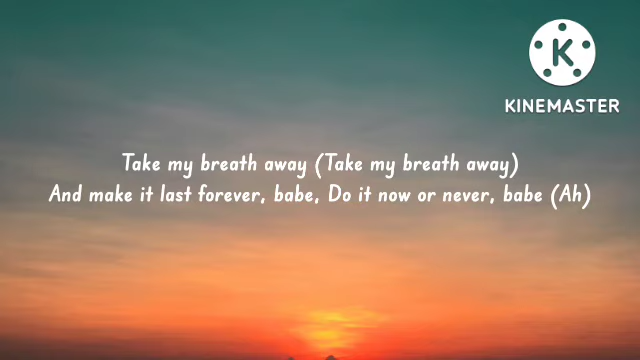 K
KINEMASTER
Take my breath away (Take my breath away)
And make it last forever, babe, Do it now or never, babe (Ah)